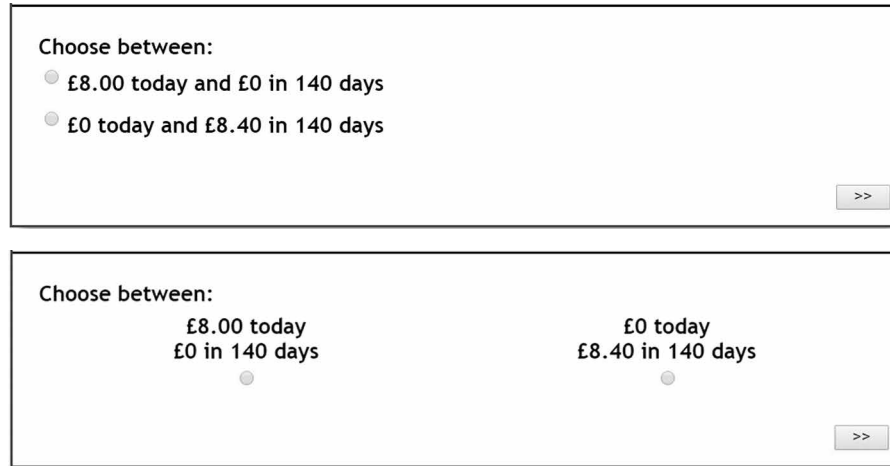 Choose between:
£8.00 today and £0 in 140 days
£0 today and £8.40 in 140 days
>>
Choose between:
£8.00 today
£0 in 140 days
£0 today
£8.40 in 140 days
>>